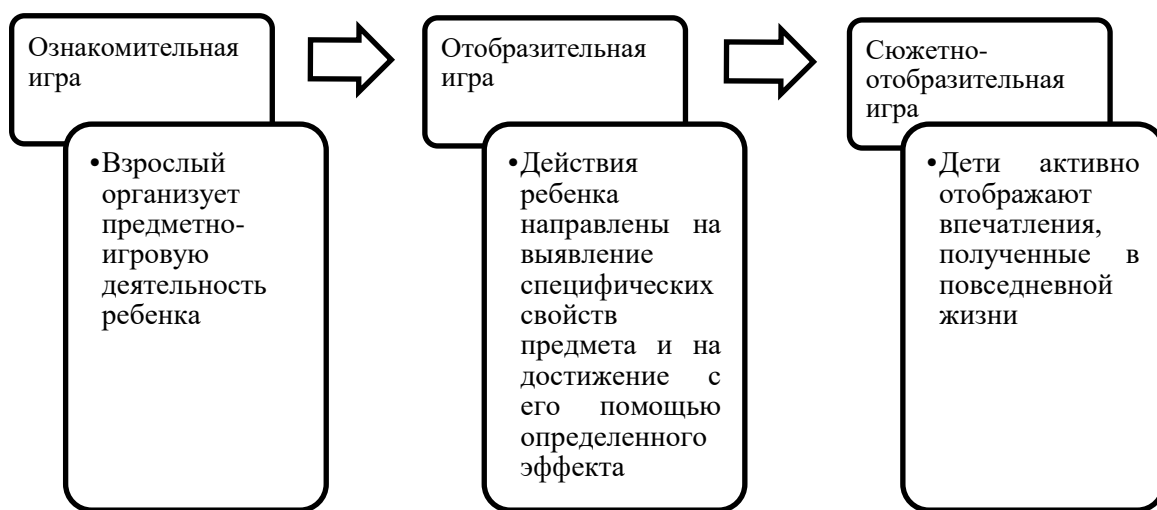 Ознакомительная
игра
•Взрослый
организует
предметно-
игровую
деятельность
ребенка
Отобразительная
игра
•Действия
ребенка
направлены на
выявление
специфических
свойств
предмета и на
достижение с
его помощью
определенного
эффекта
Сюжетно-
отобразительная
игра
•Дети активно
отображают
впечатления,
полученные в
повседневной
жизни